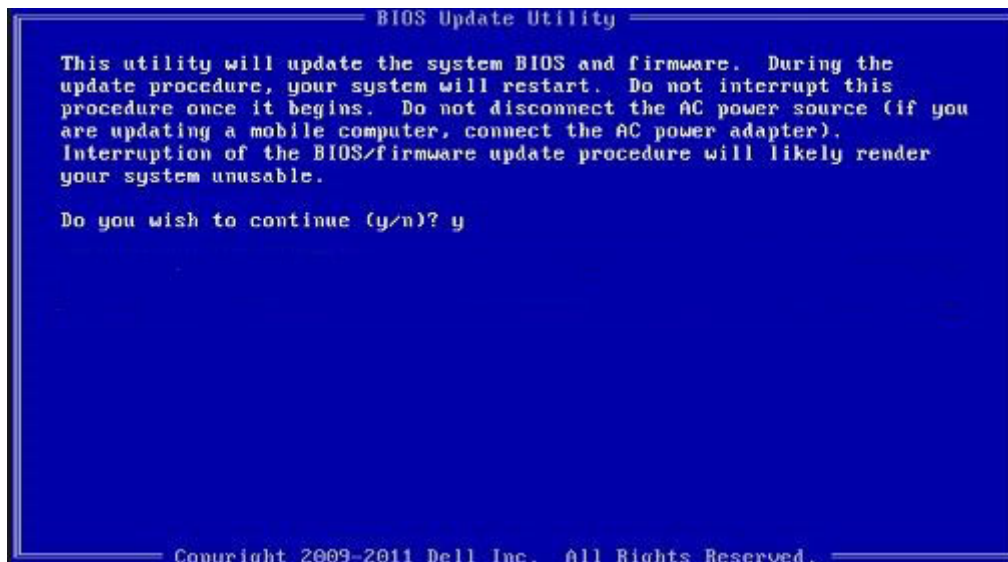 BIOS Update Utility
This utility will update the system BIOS and firmware. During the
update procedure, your system will restart. Do not interrupt this
procedure once it begins. Do not disconnect the AC power source (if you
are updating a mobile computer, connect the AC power adapter).
Interruption of the BIOS/firmware update procedure will likely render
your system unusable.
Do you wish to continue (y/n)? y
Copyright 2009-2011 Dell Inc. All Rights Reserved.